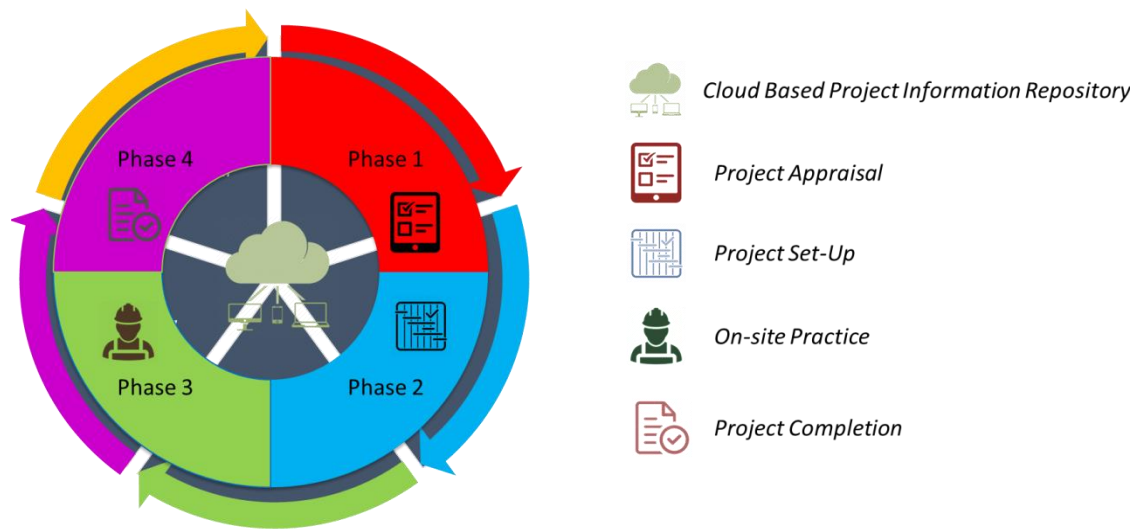 Phase 4
Phase 1
Phase 3
Phase 2
Cloud Based Project Information Repository
Project Appraisal
Project Set-Up
On-site Practice
Project Completion